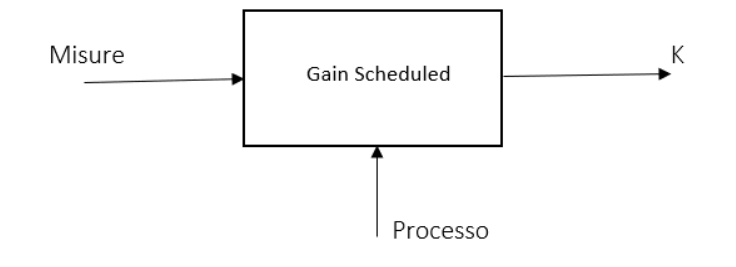 Misure
Gain Scheduled
K
Processo